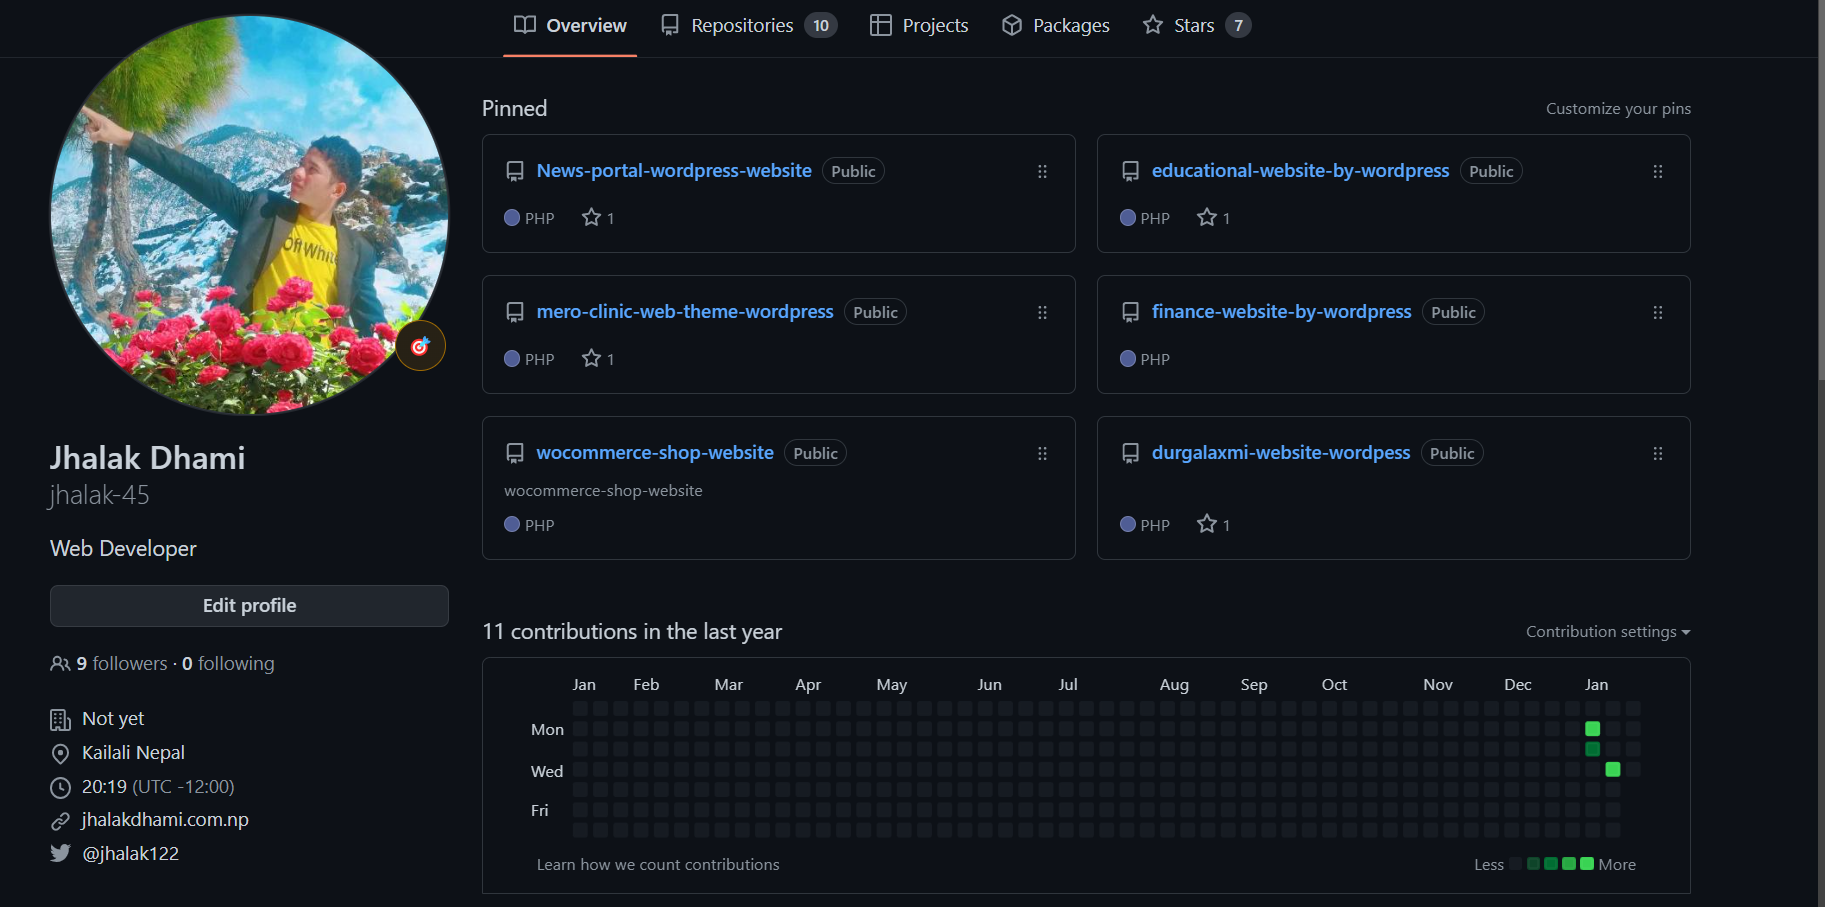 Overview
Repositories 10
Projects
Packages
Stars 7
Off White
Jhalak Dhami
jhalak-45
Web Developer
Edit profile
9 followers · 0 following
Not yet
Kailali Nepal
20:19 (UTC -12:00)
jhalakdhami.com.np
@jhalak122
Pinned
Customize your pins
News-portal-wordpress-website Public
PHP 1
educational-website-by-wordpress Public
PHP 1
mero-clinic-web-theme-wordpress Public
PHP 1
finance-website-by-wordpress Public
PHP
wocommerce-shop-website Public
wocommerce-shop-website
PHP
durgalaxmi-website-wordpess Public
PHP 1
11 contributions in the last year
Contribution settings
Jan Feb Mar Apr May Jun Jul Aug Sep Oct Nov Dec Jan
Mon
Wed
Fri
Learn how we count contributions
Less More